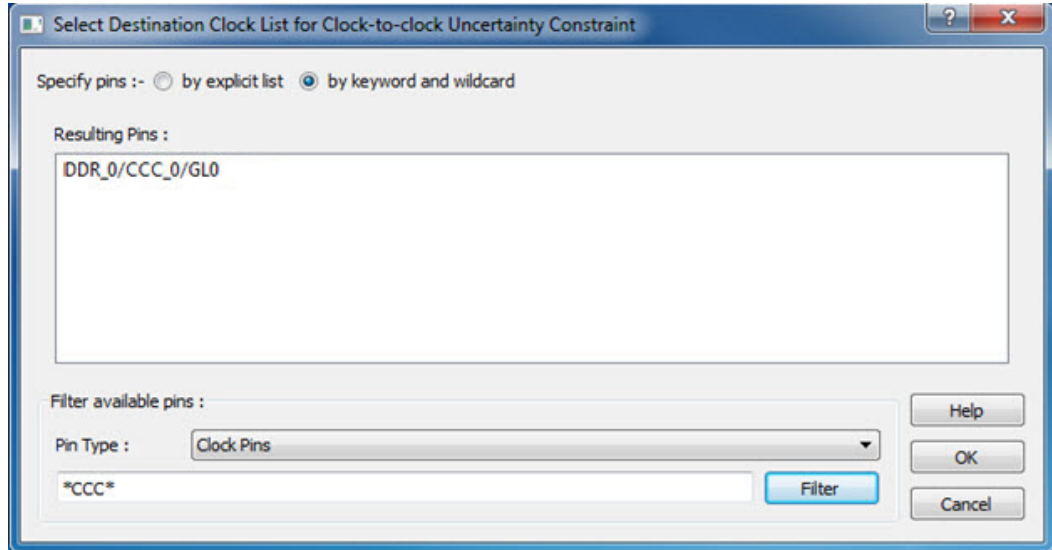 Select Destination Clock List for Clock-to-clock Uncertainty Constraint
?
X
Specify pins :- by explicit list by keyword and wildcard
Resulting Pins :
DDR_0/CCC_0/GL0
Filter available pins :
Pin Type : Clock Pins
*CCC*
Filter
Help
OK
Cancel